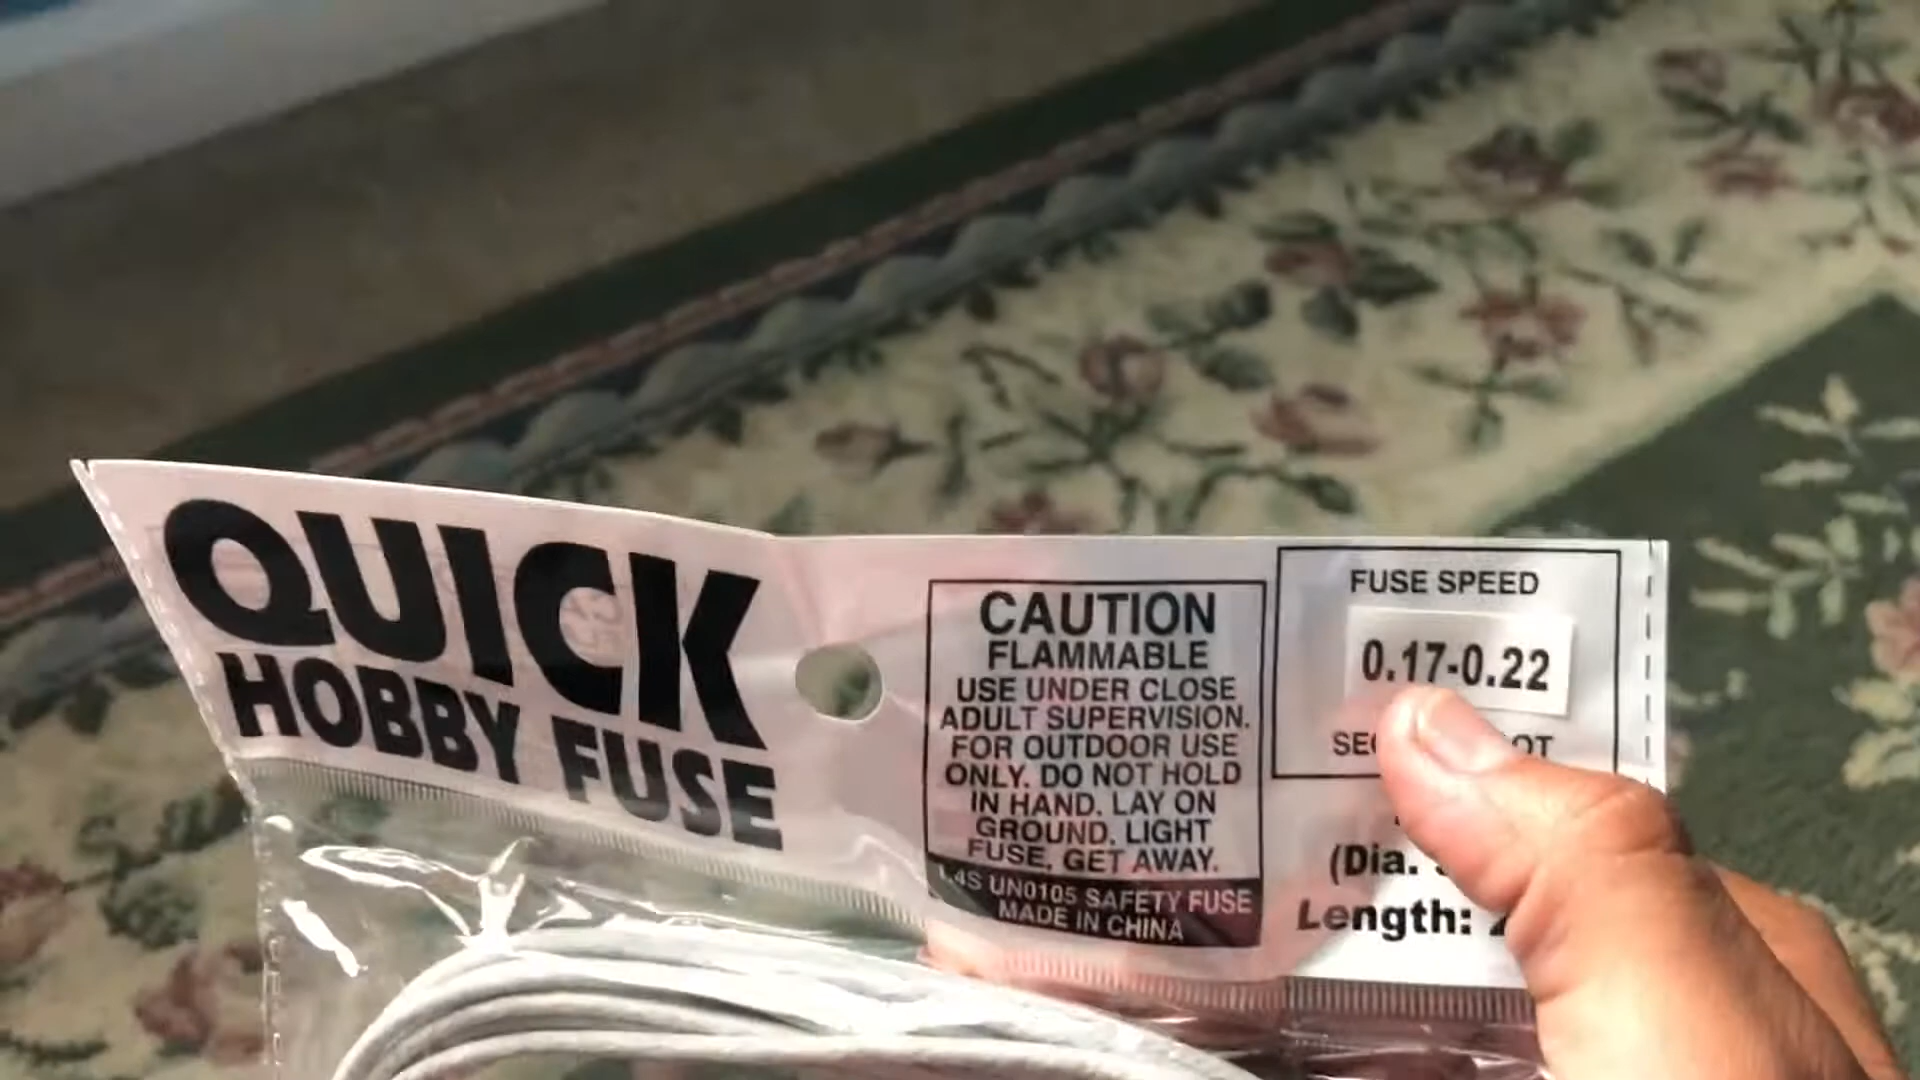 QUICK
HOBBY FUSE
CAUTION
FLAMMABLE
USE UNDER CLOSE
ADULT SUPERVISION.
FOR OUTDOOR USE
ONLY. DO NOT HOLD
IN HAND. LAY ON
GROUND. LIGHT
FUSE. GET AWAY.
1.4S UN0105 SAFETY FUSE
MADE IN CHINA
FUSE SPEED
0.17-0.22
(Dia.
Length: